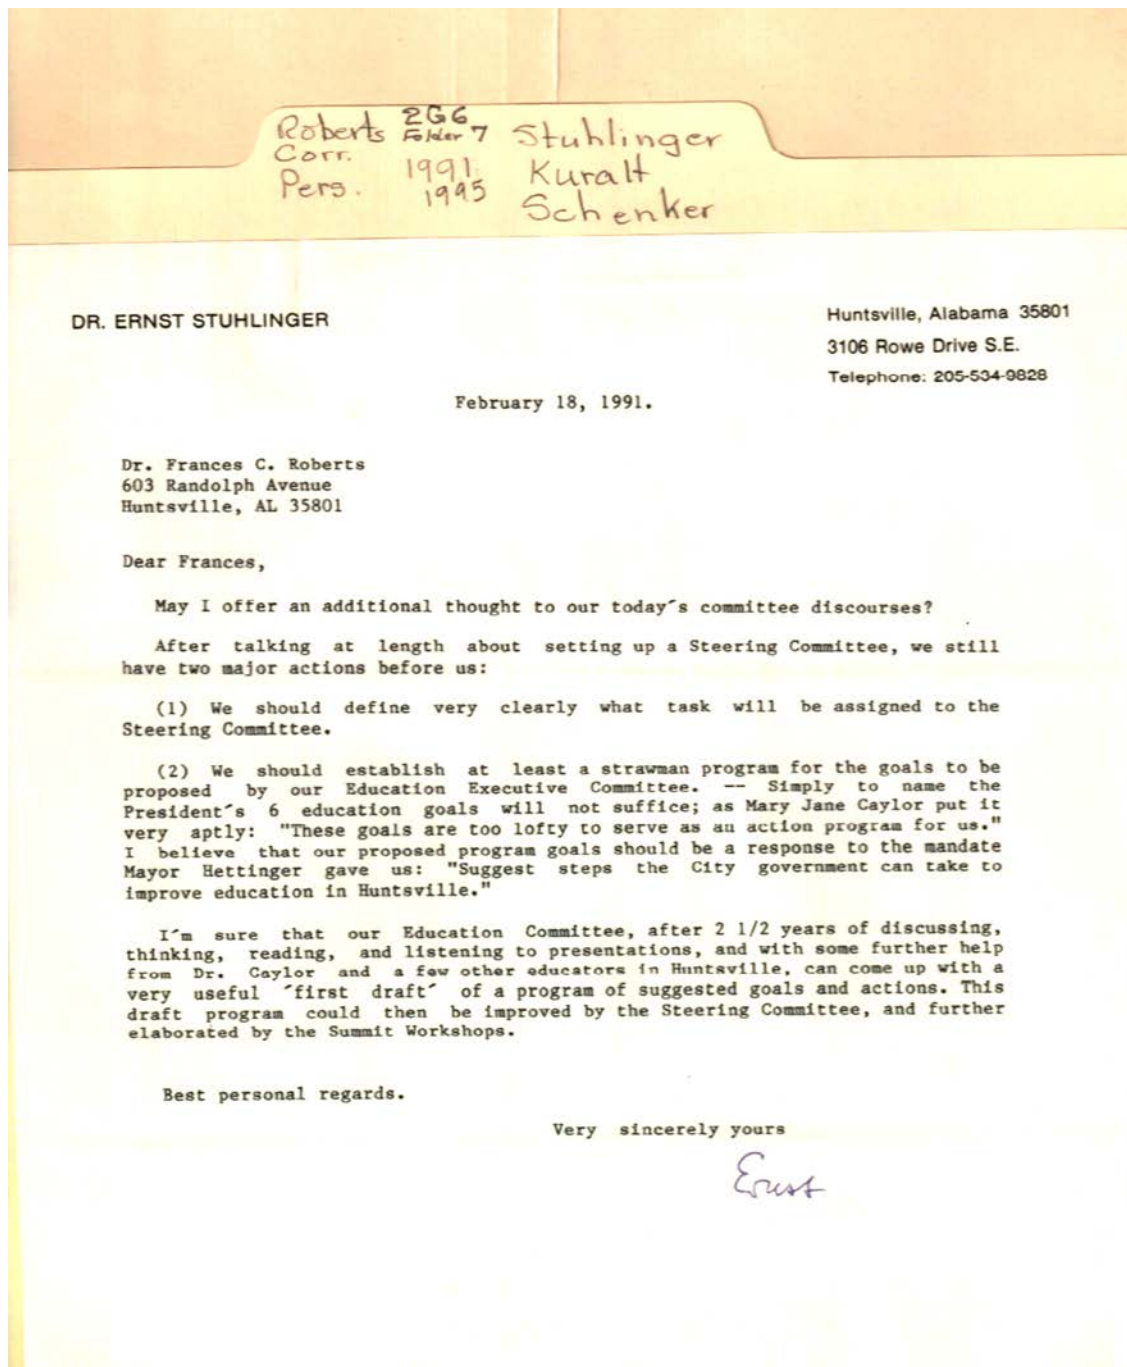 Roberts 2G6 Folder 7 Stuhlinger
Corr. 1991 Kuralt
Pers. 1995 Schenker
DR. ERNST STUHLINGER
Huntsville, Alabama 35801
3106 Rowe Drive S.E.
Telephone: 205-534-9828
February 18, 1991.
Dr. Frances C. Roberts
603 Randolph Avenue
Huntsville, AL 35801
Dear Frances,
May I offer an additional thought to our today´s committee discourses?
After talking at length about setting up a Steering Committee, we still
have two major actions before us:
(1) We should define very clearly what task will be assigned to the
Steering Committee.
(2) We should establish at least a strawman program for the goals to be
proposed by our Education Executive Committee. -- Simply to name the
President´s 6 education goals will not suffice; as Mary Jane Caylor put it
very aptly: "These goals are too lofty to serve as an action program for us."
I believe that our proposed program goals should be a response to the mandate
Mayor Hettinger gave us: "Suggest steps the City government can take to
improve education in Huntsville."
I´m sure that our Education Committee, after 2 1/2 years of discussing,
thinking, reading, and listening to presentations, and with some further help
from Dr. Caylor and a few other educators in Huntsville, can come up with a
very useful ´first draft´ of a program of suggested goals and actions. This
draft program could then be improved by the Steering Committee, and further
elaborated by the Summit Workshops.
Best personal regards.
Very sincerely yours
Ernst